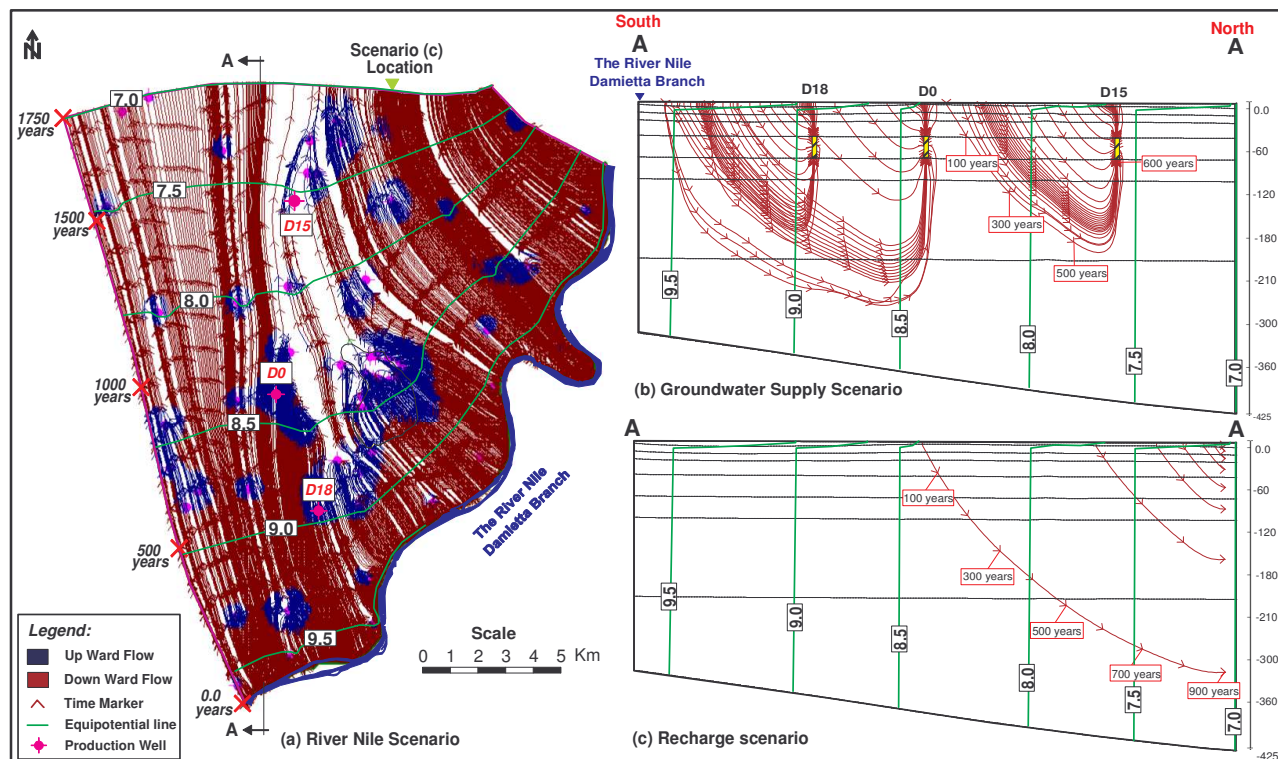 N
A
Scenario (c)
Location
7.0
1750
years
7.5
1500
years
D15
8.0
D0
1000
years
8.5
D18
9.0
500
years
The River Nile
Damietta Branch
9.5
0.0
years
A
Scale
0 1 2 3 4 5 Km
Legend:
Up Ward Flow
Down Ward Flow
Time Marker
Equipotential line
Production Well
(a) River Nile Scenario
South
A
The River Nile
Damietta Branch
North
A
D18
D0
D15
0.0
-60
-120
-180
-210
-300
-360
-425
100 years
600 years
300 years
500 years
9.5
9.0
8.5
8.0
7.5
7.0
(b) Groundwater Supply Scenario
A
A
0.0
-60
-120
-180
-210
-300
-360
-425
100 years
300 years
500 years
700 years
900 years
9.5
9.0
8.5
8.0
7.5
7.0
(c) Recharge scenario